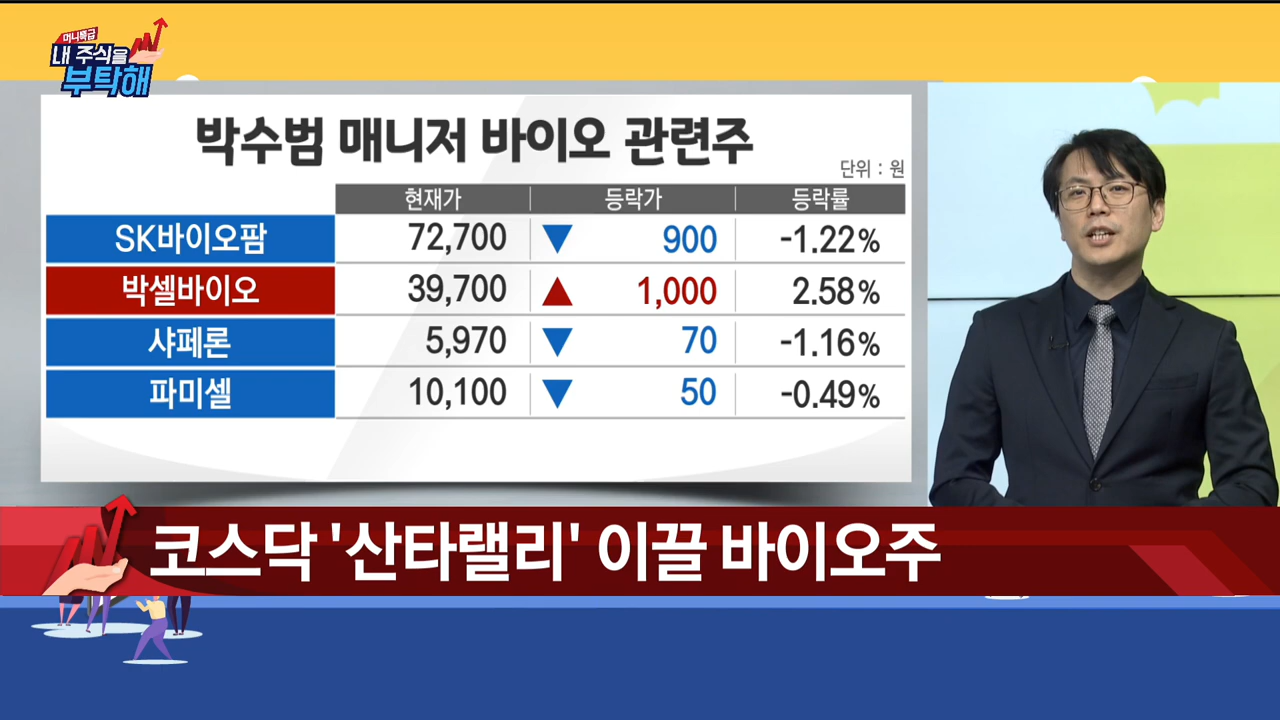 머니특급
내 주식을
부탁해
박수범 매니저 바이오 관련주
단위 : 원
현재가 등락가 등락률
SK바이오팜 72,700 ▼ 900 -1.22%
박셀바이오 39,700 ▲ 1,000 2.58%
샤페론 5,970 ▼ 70 -1.16%
파미셀 10,100 ▼ 50 -0.49%
코스닥 '산타랠리' 이끌 바이오주